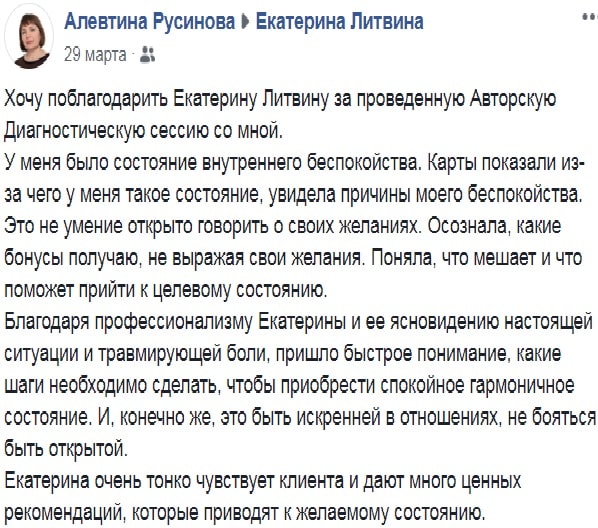 Алевтина Русинова ▸ Екатерина Литвина
29 марта ·
Хочу поблагодарить Екатерину Литвину за проведенную Авторскую
Диагностическую сессию со мной.
У меня было состояние внутреннего беспокойства. Карты показали из-
за чего у меня такое состояние, увидела причины моего беспокойства.
Это не умение открыто говорить о своих желаниях. Осознала, какие
бонусы получаю, не выражая свои желания. Поняла, что мешает и что
поможет прийти к целевому состоянию.
Благодаря профессионализму Екатерины и ее ясновидению настоящей
ситуации и травмирующей боли, пришло быстрое понимание, какие
шаги необходимо сделать, чтобы приобрести спокойное гармоничное
состояние. И, конечно же, это быть искренней в отношениях, не бояться
быть открытой.
Екатерина очень тонко чувствует клиента и дают много ценных
рекомендаций, которые приводят к желаемому состоянию.